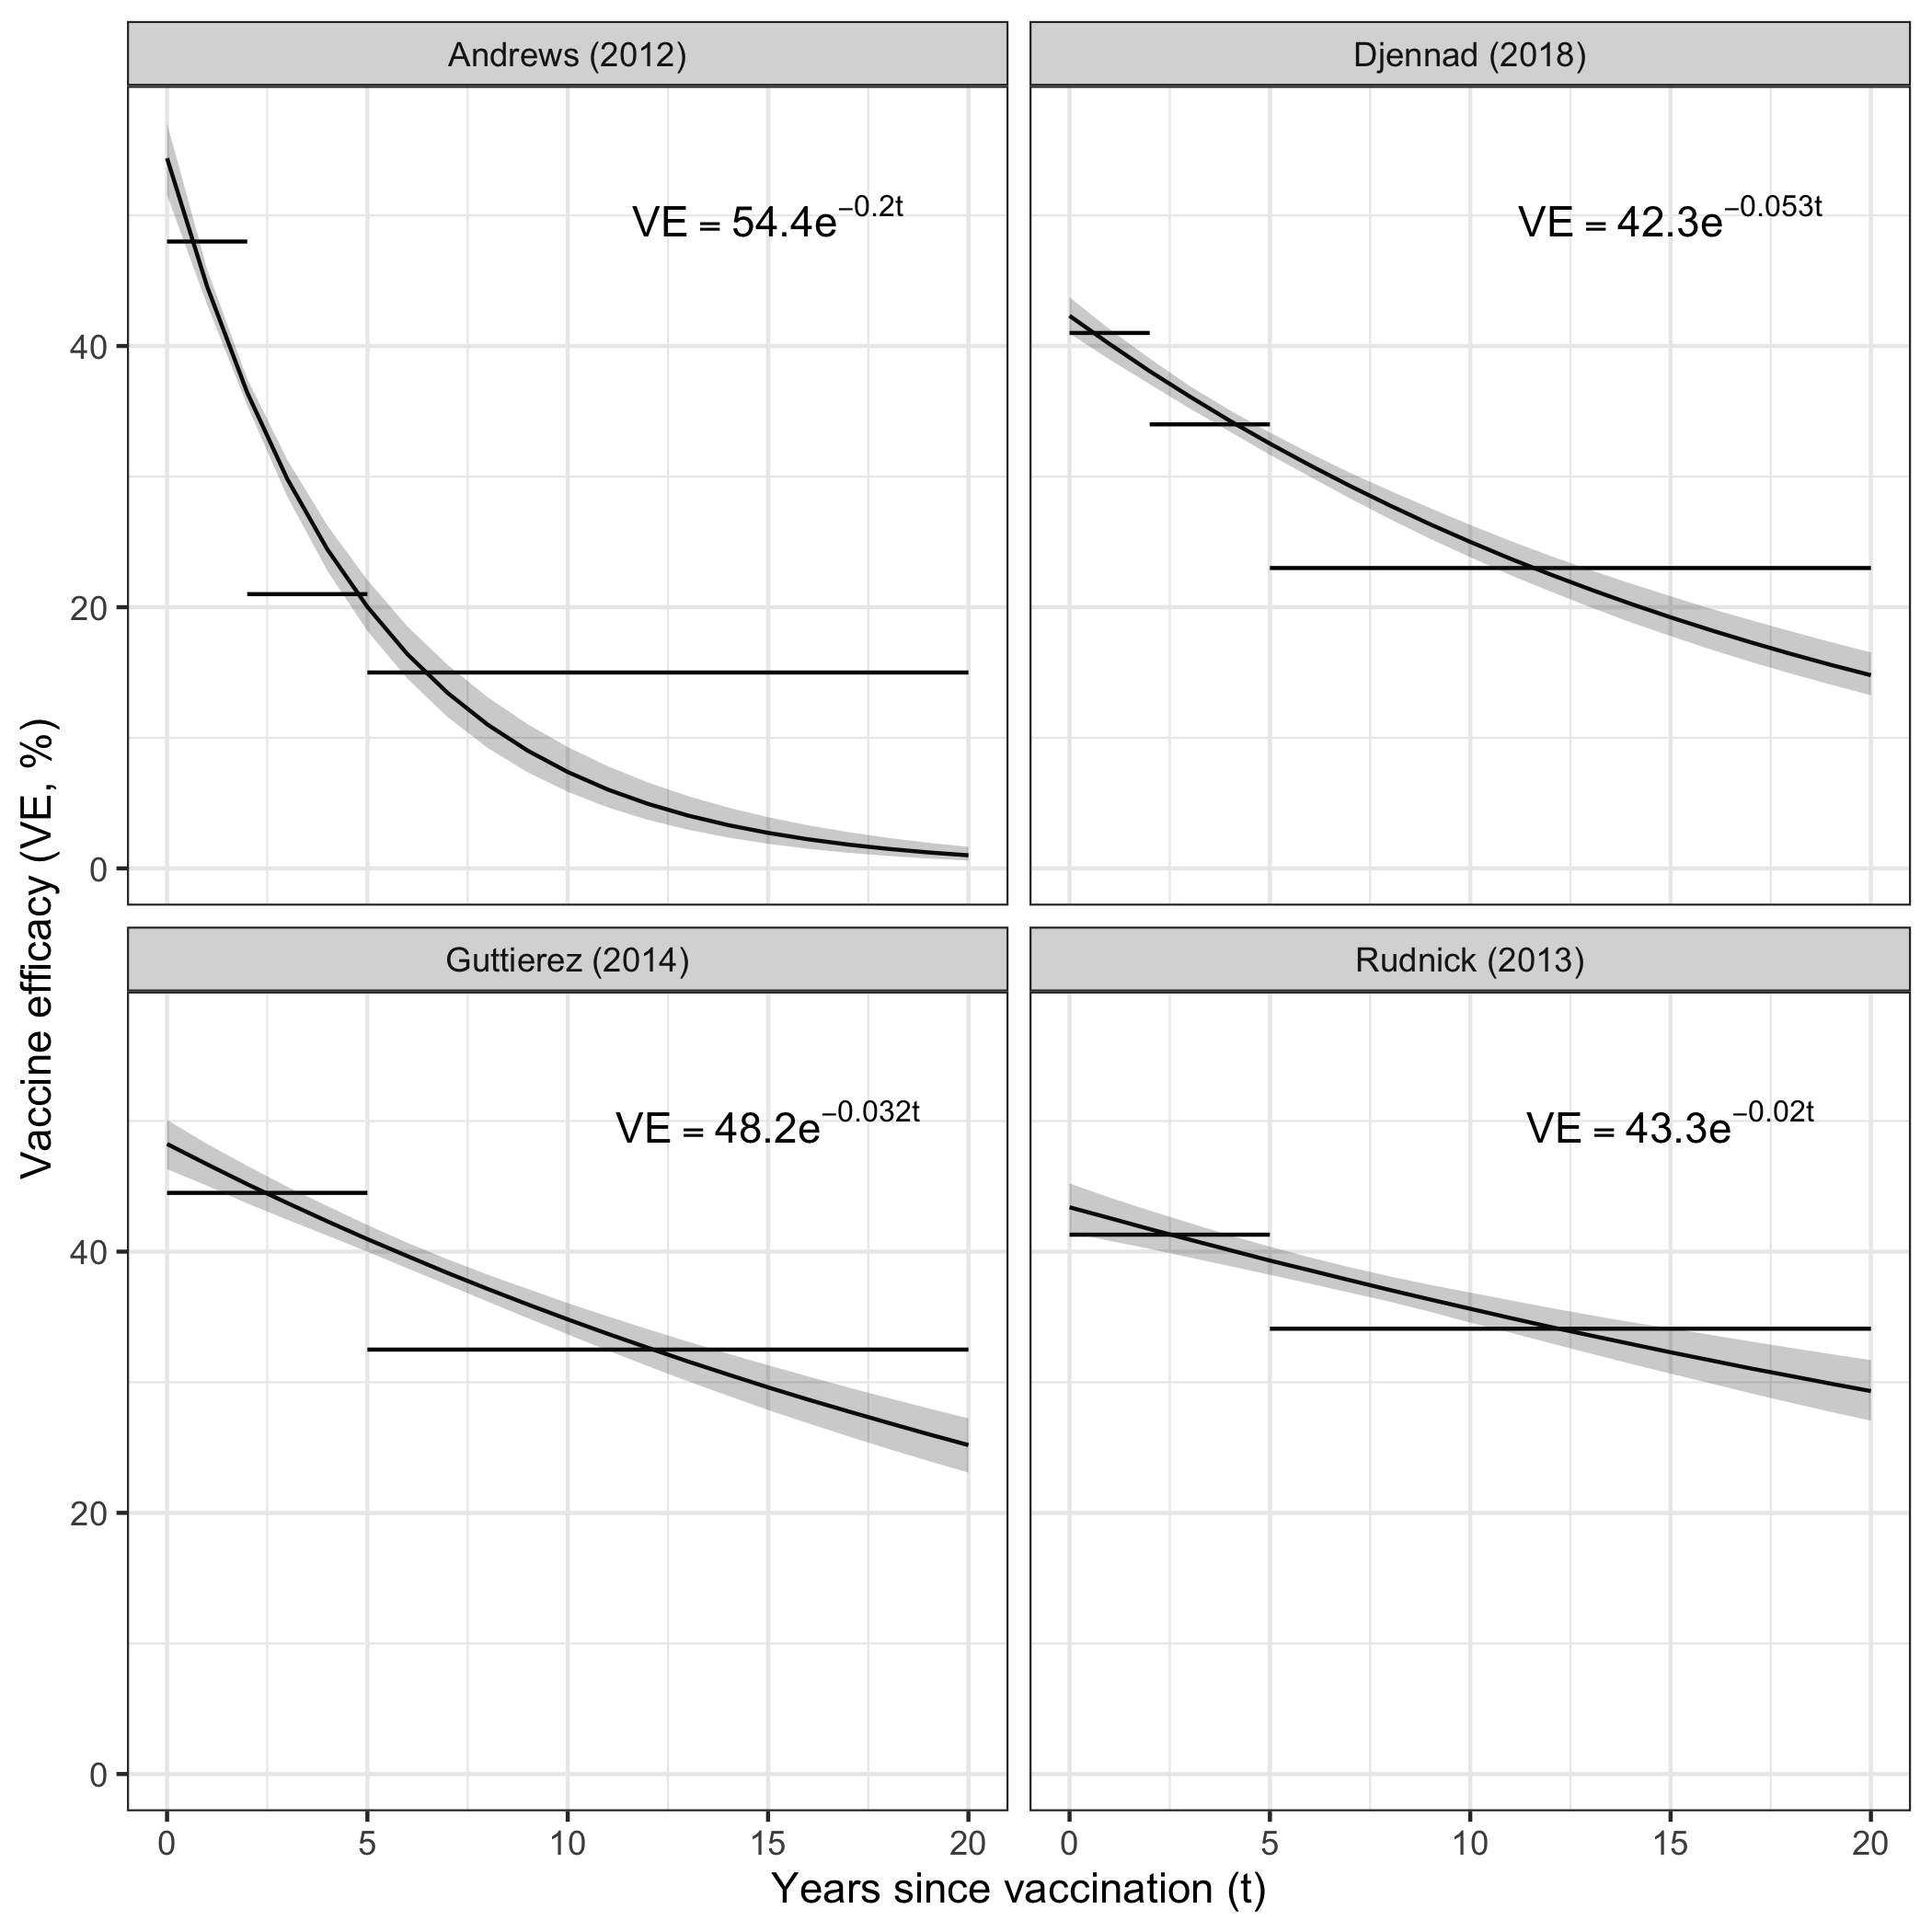 Andrews (2012)
Djennad (2018)
VE = 54.4e^−0.2t
VE = 42.3e^−0.053t
40
20
0
Vaccine efficacy (VE, %)
Guttierez (2014)
Rudnick (2013)
VE = 48.2e^−0.032t
VE = 43.3e^−0.02t
40
20
0
0 5 10 15 20
0 5 10 15 20
Years since vaccination (t)